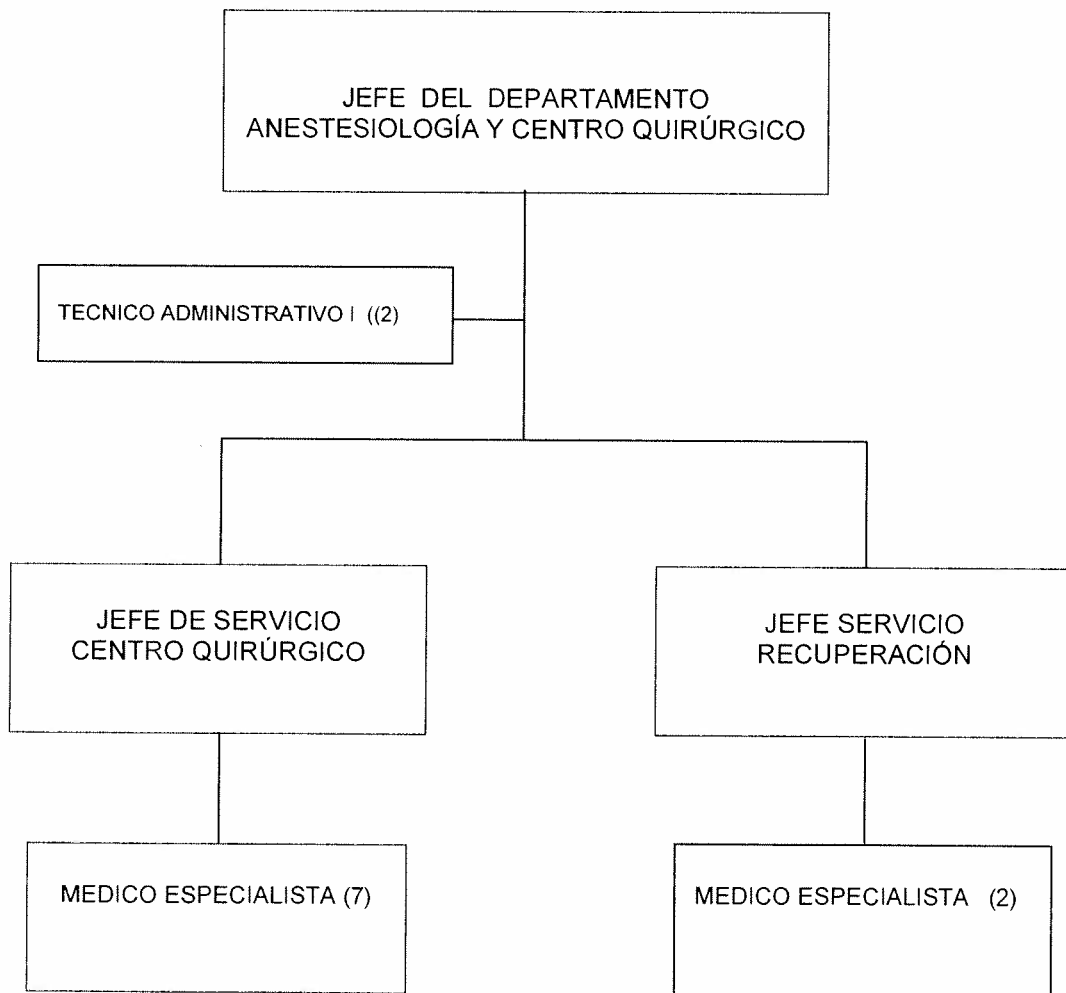 JEFE DEL DEPARTAMENTO
ANESTESIOLOGÍA Y CENTRO QUIRÚRGICO
TECNICO ADMINISTRATIVO I ((2)
JEFE DE SERVICIO
CENTRO QUIRÚRGICO
JEFE SERVICIO
RECUPERACIÓN
MEDICO ESPECIALISTA (7)
MEDICO ESPECIALISTA (2)